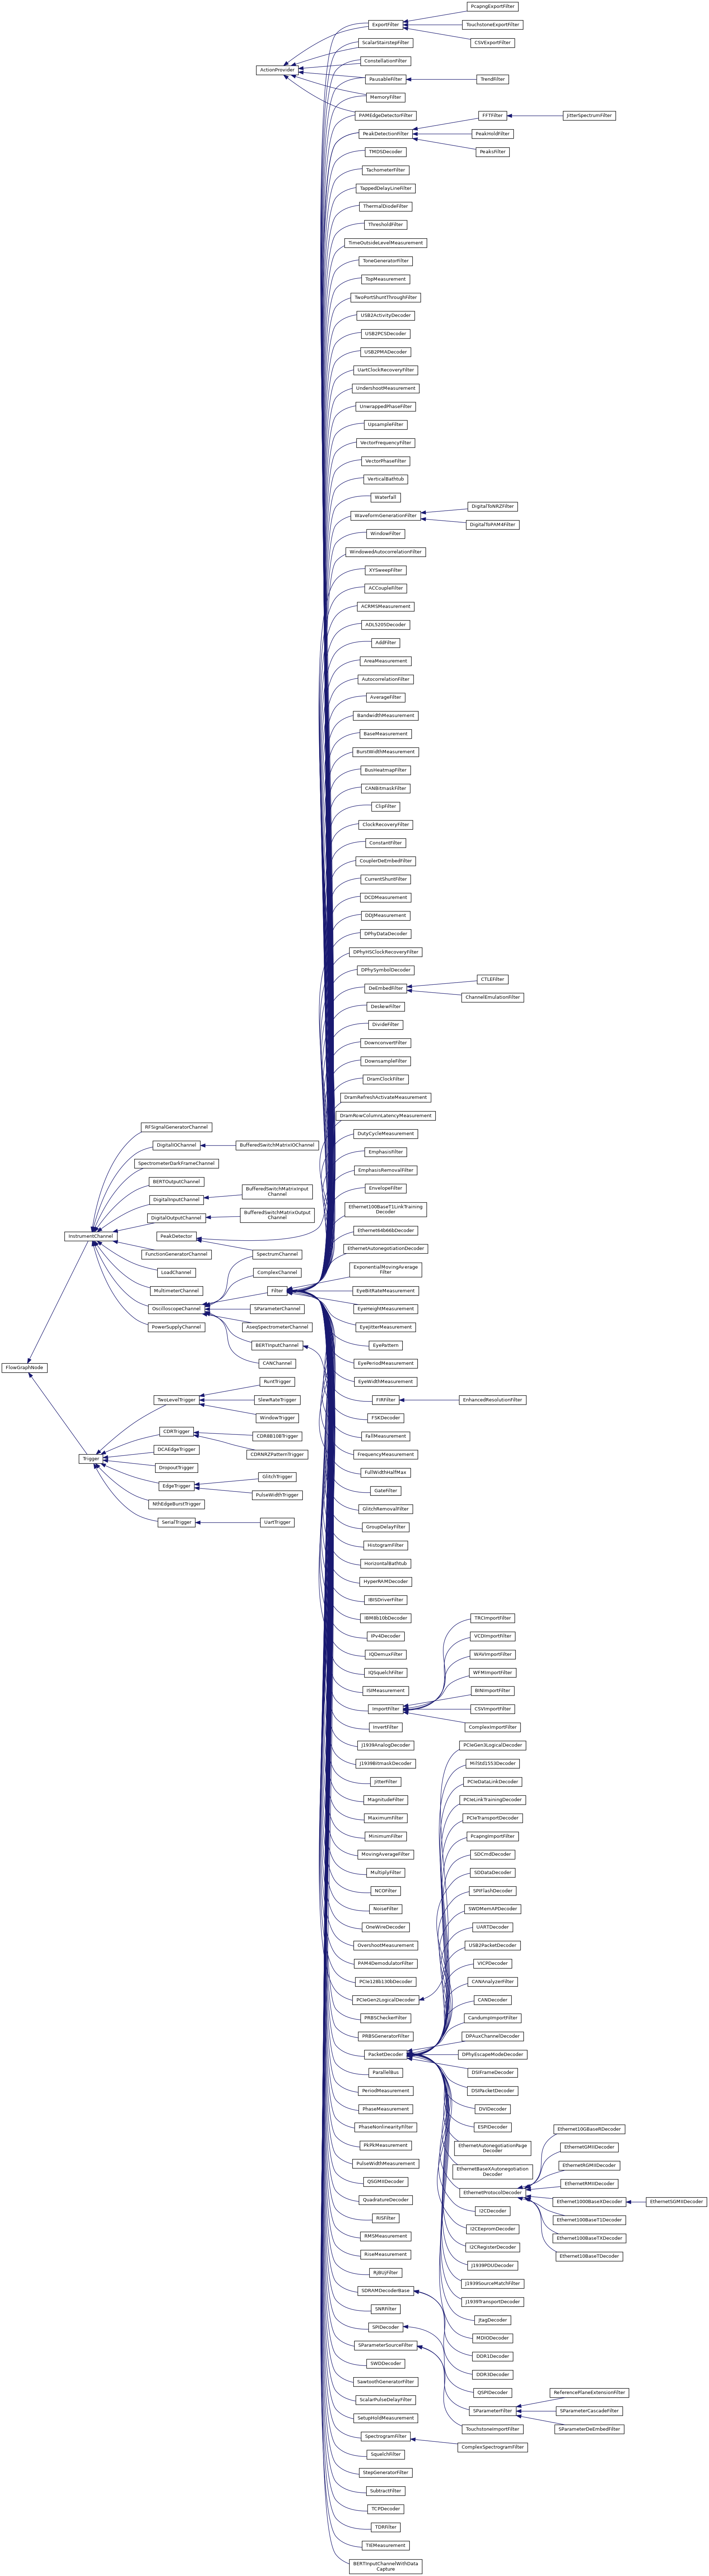 PcapngExportFilter
ExportFilter
TouchstoneExportFilter
CSVExportFilter
ScalarStairstepFilter
ConstellationFilter
ActionProvider
PausableFilter
TrendFilter
MemoryFilter
PAMEdgeDetectorFilter
FFTFilter
JitterSpectrumFilter
PeakDetectionFilter
PeakHoldFilter
PeaksFilter
TMDSDecoder
TachometerFilter
TappedDelayLineFilter
ThermalDiodeFilter
ThresholdFilter
TimeOutsideLevelMeasurement
ToneGeneratorFilter
TopMeasurement
TwoPortShuntThroughFilter
USB2ActivityDecoder
USB2PCSDecoder
USB2PMADecoder
UartClockRecoveryFilter
UndershootMeasurement
UnwrappedPhaseFilter
UpsampleFilter
VectorFrequencyFilter
VectorPhaseFilter
VerticalBathtub
Waterfall
WaveformGenerationFilter
DigitalToNRZFilter
DigitalToPAM4Filter
WindowFilter
WindowedAutocorrelationFilter
XYSweepFilter
ACCoupleFilter
ACRMSMeasurement
ADL5205Decoder
AddFilter
AreaMeasurement
AutocorrelationFilter
AverageFilter
BandwidthMeasurement
BaseMeasurement
BurstWidthMeasurement
BusHeatmapFilter
CANBitmaskFilter
ClipFilter
ClockRecoveryFilter
ConstantFilter
CouplerDeEmbedFilter
CurrentShuntFilter
DCDMeasurement
DDJMeasurement
DPhyDataDecoder
DPhyHSClockRecoveryFilter
DPhySymbolDecoder
DeEmbedFilter
CTLEFilter
ChannelEmulationFilter
DeskewFilter
DivideFilter
DownconvertFilter
DownsampleFilter
DramClockFilter
DramRefreshActivateMeasurement
DramRowColumnLatencyMeasurement
RFSignalGeneratorChannel
DutyCycleMeasurement
DigitalIOChannel
BufferedSwitchMatrixIOChannel
EmphasisFilter
SpectrometerDarkFrameChannel
EmphasisRemovalFilter
BERTOutputChannel
EnvelopeFilter
BufferedSwitchMatrixInput
Channel
DigitalInputChannel
Ethernet100BaseT1LinkTraining
Decoder
BufferedSwitchMatrixOutput
Channel
DigitalOutputChannel
Ethernet64b66bDecoder
InstrumentChannel
PeakDetector
EthernetAutonegotiationDecoder
FunctionGeneratorChannel
SpectrumChannel
ExponentialMovingAverage
Filter
LoadChannel
ComplexChannel
MultimeterChannel
Filter
EyeBitRateMeasurement
OscilloscopeChannel
SParameterChannel
EyeHeightMeasurement
PowerSupplyChannel
AseqSpectrometerChannel
EyeJitterMeasurement
BERTInputChannel
EyePattern
CANChannel
EyePeriodMeasurement
FlowGraphNode
RuntTrigger
EyeWidthMeasurement
TwoLevelTrigger
SlewRateTrigger
FIRFilter
EnhancedResolutionFilter
WindowTrigger
FSKDecoder
CDRTrigger
CDR8B10BTrigger
FallMeasurement
DCAEdgeTrigger
CDRNRZPatternTrigger
FrequencyMeasurement
Trigger
DropoutTrigger
FullWidthHalfMax
GlitchTrigger
EdgeTrigger
GateFilter
PulseWidthTrigger
NthEdgeBurstTrigger
GlitchRemovalFilter
SerialTrigger
UartTrigger
GroupDelayFilter
HistogramFilter
HorizontalBathtub
HyperRAMDecoder
IBISDriverFilter
IBM8b10bDecoder
TRCImportFilter
IPv4Decoder
VCDImportFilter
IQDemuxFilter
WAVImportFilter
IQSquelchFilter
WFMImportFilter
ISIMeasurement
BINImportFilter
ImportFilter
CSVImportFilter
InvertFilter
ComplexImportFilter
J1939AnalogDecoder
PCIeGen3LogicalDecoder
J1939BitmaskDecoder
MilStd1553Decoder
JitterFilter
PCIeDataLinkDecoder
MagnitudeFilter
PCIeLinkTrainingDecoder
MaximumFilter
PCIeTransportDecoder
MinimumFilter
PcapngImportFilter
MovingAverageFilter
SDCmdDecoder
MultiplyFilter
SDDataDecoder
NCOFilter
SPIFlashDecoder
NoiseFilter
SWDMemAPDecoder
OneWireDecoder
UARTDecoder
OvershootMeasurement
USB2PacketDecoder
PAM4DemodulatorFilter
VICPDecoder
PCIe128b130bDecoder
CANAnalyzerFilter
PCIeGen2LogicalDecoder
CANDecoder
PRBSCheckerFilter
CandumpImportFilter
PRBSGeneratorFilter
DPAuxChannelDecoder
PacketDecoder
DPhyEscapeModeDecoder
ParallelBus
DSIFrameDecoder
PeriodMeasurement
DSIPacketDecoder
PhaseMeasurement
DVIDecoder
PhaseNonlinearityFilter
ESPIDecoder
Ethernet10GBaseRDecoder
PkPkMeasurement
EthernetAutonegotiationPage
Decoder
EthernetGMIIDecoder
PulseWidthMeasurement
EthernetBaseXAutonegotiation
Decoder
EthernetRGMIIDecoder
QSGMIIDecoder
EthernetRMIIDecoder
EthernetProtocolDecoder
QuadratureDecoder
Ethernet1000BaseXDecoder
EthernetSGMIIDecoder
RISFilter
I2CDecoder
Ethernet100BaseT1Decoder
RMSMeasurement
I2CEepromDecoder
Ethernet100BaseTXDecoder
RiseMeasurement
I2CRegisterDecoder
Ethernet10BaseTDecoder
RjBUjFilter
J1939PDUDecoder
SDRAMDecoderBase
J1939SourceMatchFilter
SNRFilter
J1939TransportDecoder
SPIDecoder
JtagDecoder
SParameterSourceFilter
MDIODecoder
SWDDecoder
DDR1Decoder
SawtoothGeneratorFilter
DDR3Decoder
ScalarPulseDelayFilter
QSPIDecoder
ReferencePlaneExtensionFilter
SetupHoldMeasurement
SParameterFilter
SParameterCascadeFilter
SpectrogramFilter
TouchstoneImportFilter
SParameterDeEmbedFilter
ComplexSpectrogramFilter
SquelchFilter
StepGeneratorFilter
SubtractFilter
TCPDecoder
TDRFilter
TIEMeasurement
BERTInputChannelWithData
Capture